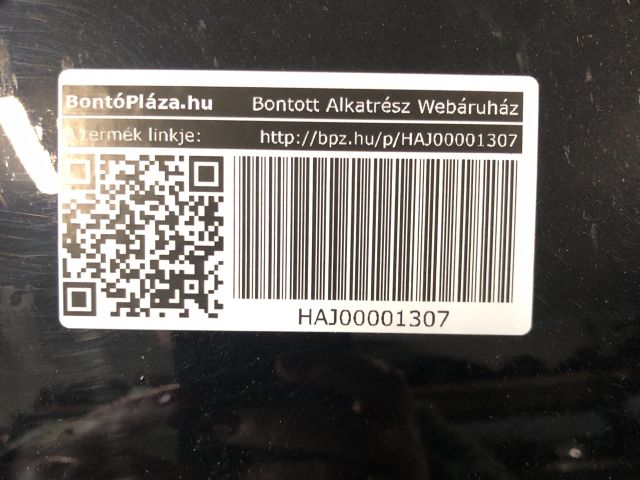 BontóPláza.hu Bontott Alkatrész Webáruház
A termék linkje: http://bpz.hu/p/HAJ00001307
HAJ00001307